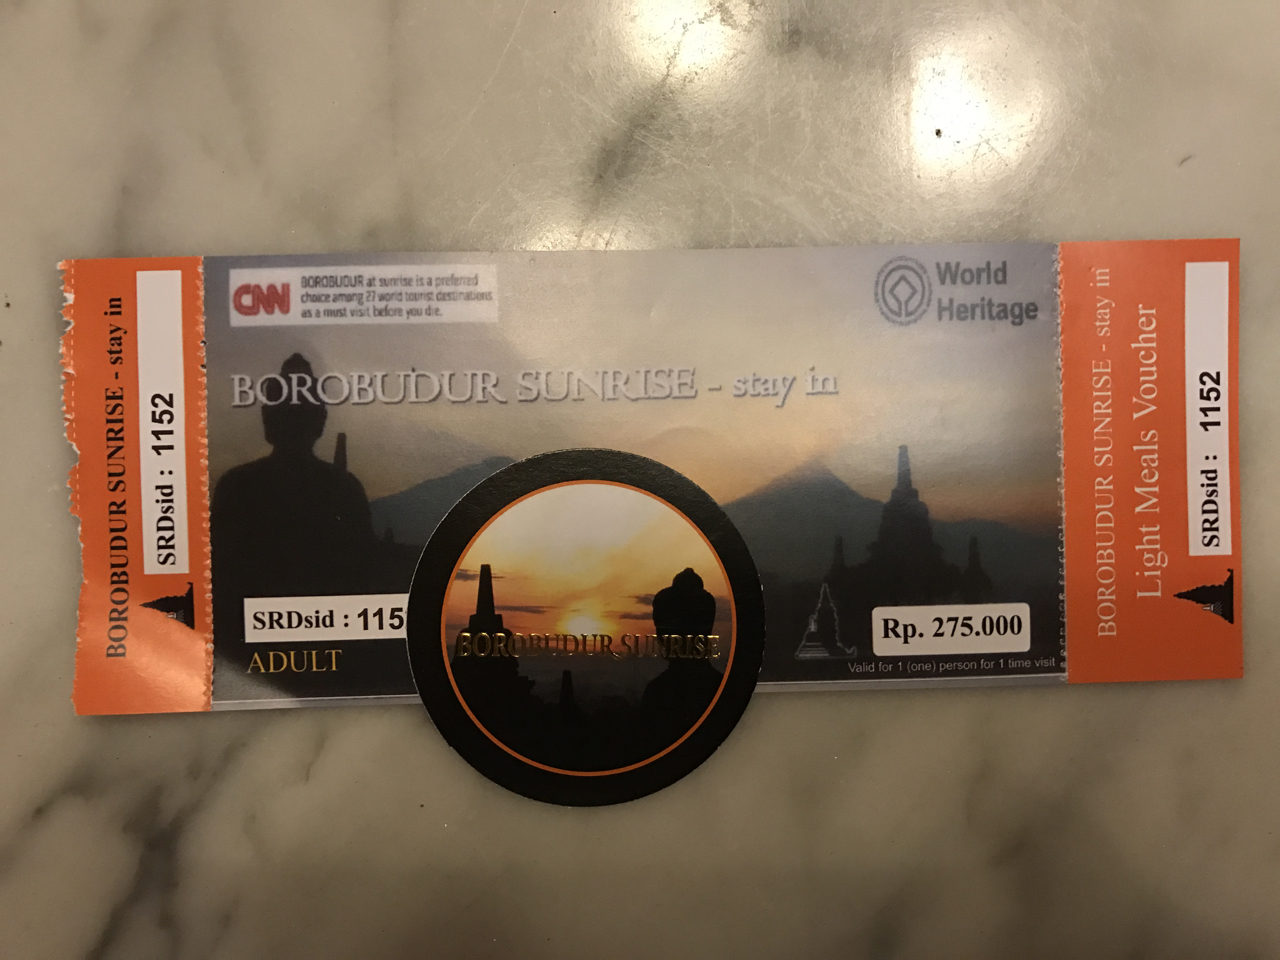 BOROBUDUR SUNRISE - stay in
SRDsid : 1152
CNN
BOROBUDUR at sunrise is a preferred
choice among 27 world tourist destinations
as a must visit before you die.
World
Heritage
BOROBUDUR SUNRISE - stay in
SRDsid : 115
ADULT
BOROBUDUR SUNRISE
Rp. 275.000
Valid for 1 (one) person for 1 time visit
BOROBUDUR SUNRISE - stay in
Light Meals Voucher
SRDsid : 1152